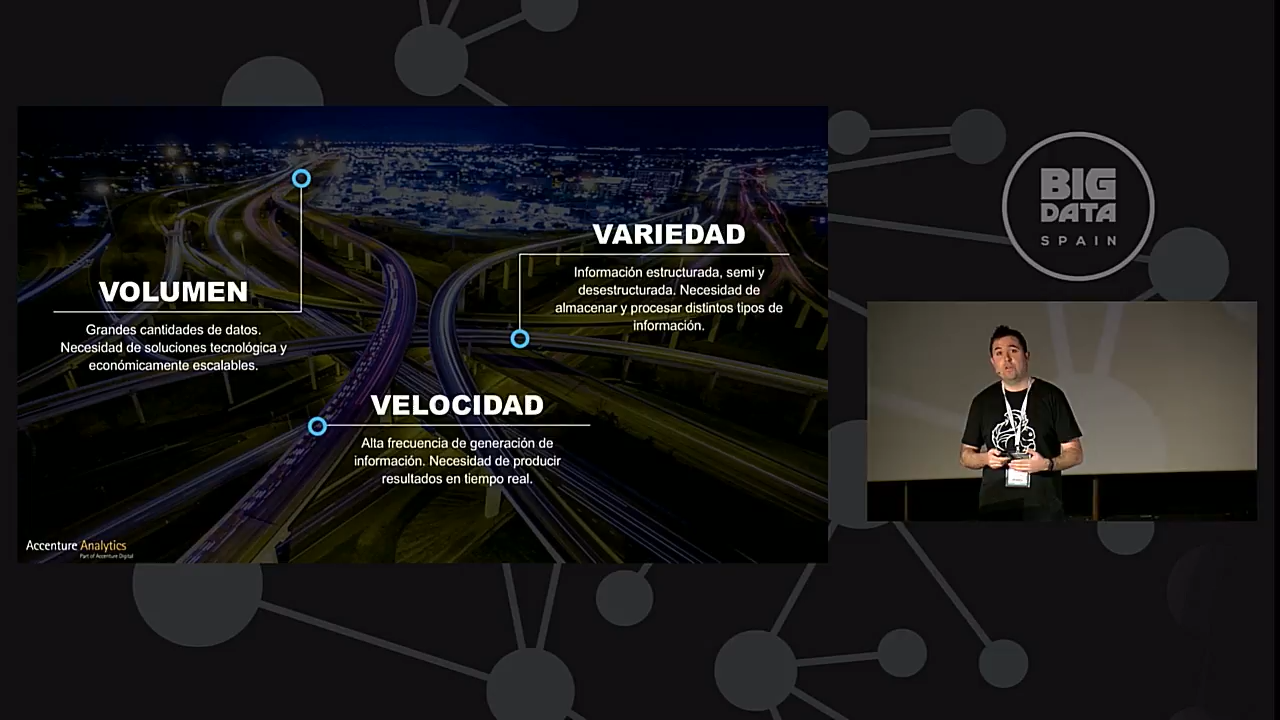 VOLUMEN
Grandes cantidades de datos.
Necesidad de soluciones tecnológica y
económicamente escalables.
VARIEDAD
Información estructurada, semi y
desestructurada. Necesidad de
almacenar y procesar distintos tipos de
información.
VELOCIDAD
Alta frecuencia de generación de
información. Necesidad de producir
resultados en tiempo real.
Accenture Analytics
Part of Accenture Digital
BIG
DATA
SPAIN